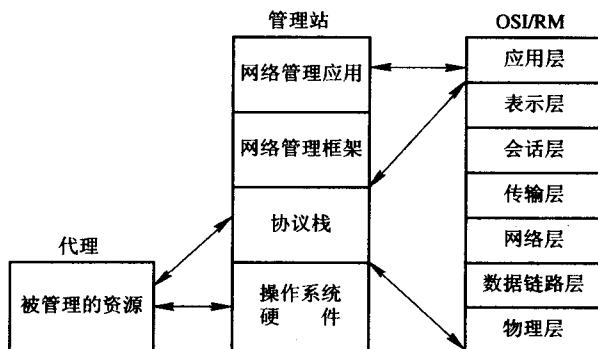 管理站
网络管理应用
网络管理框架
协议栈
操作系统
硬 件
代理
被管理的资源
OSI/RM
应用层
表示层
会话层
传输层
网络层
数据链路层
物理层